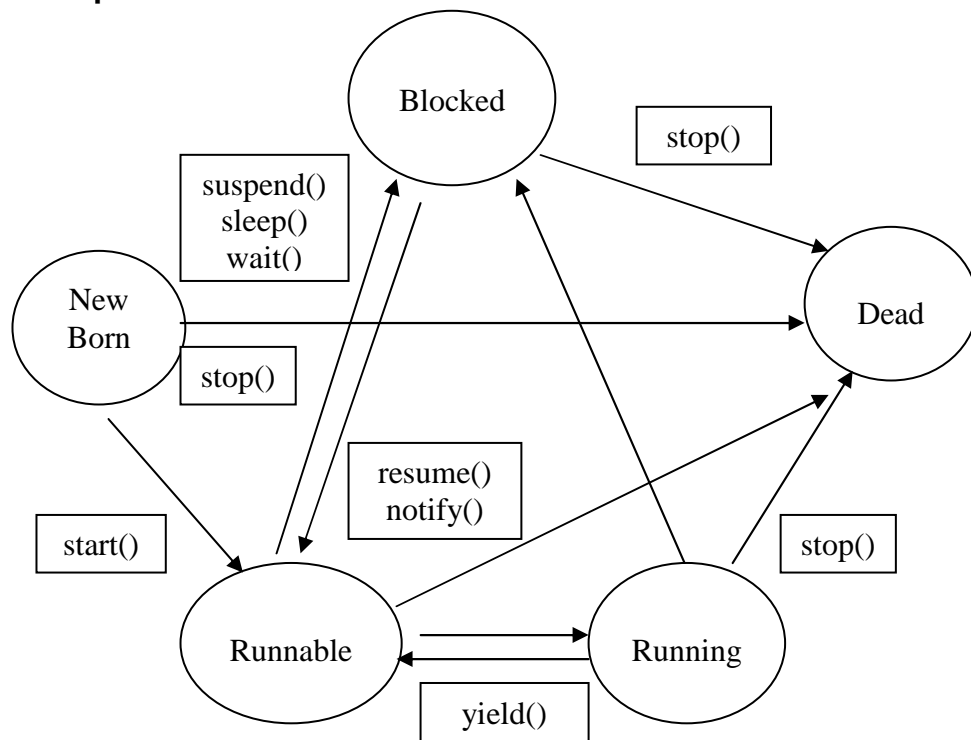 Blocked
stop()
suspend()
sleep()
wait()
New
Born
Dead
stop()
resume()
notify()
start()
stop()
Runnable
Running
yield()